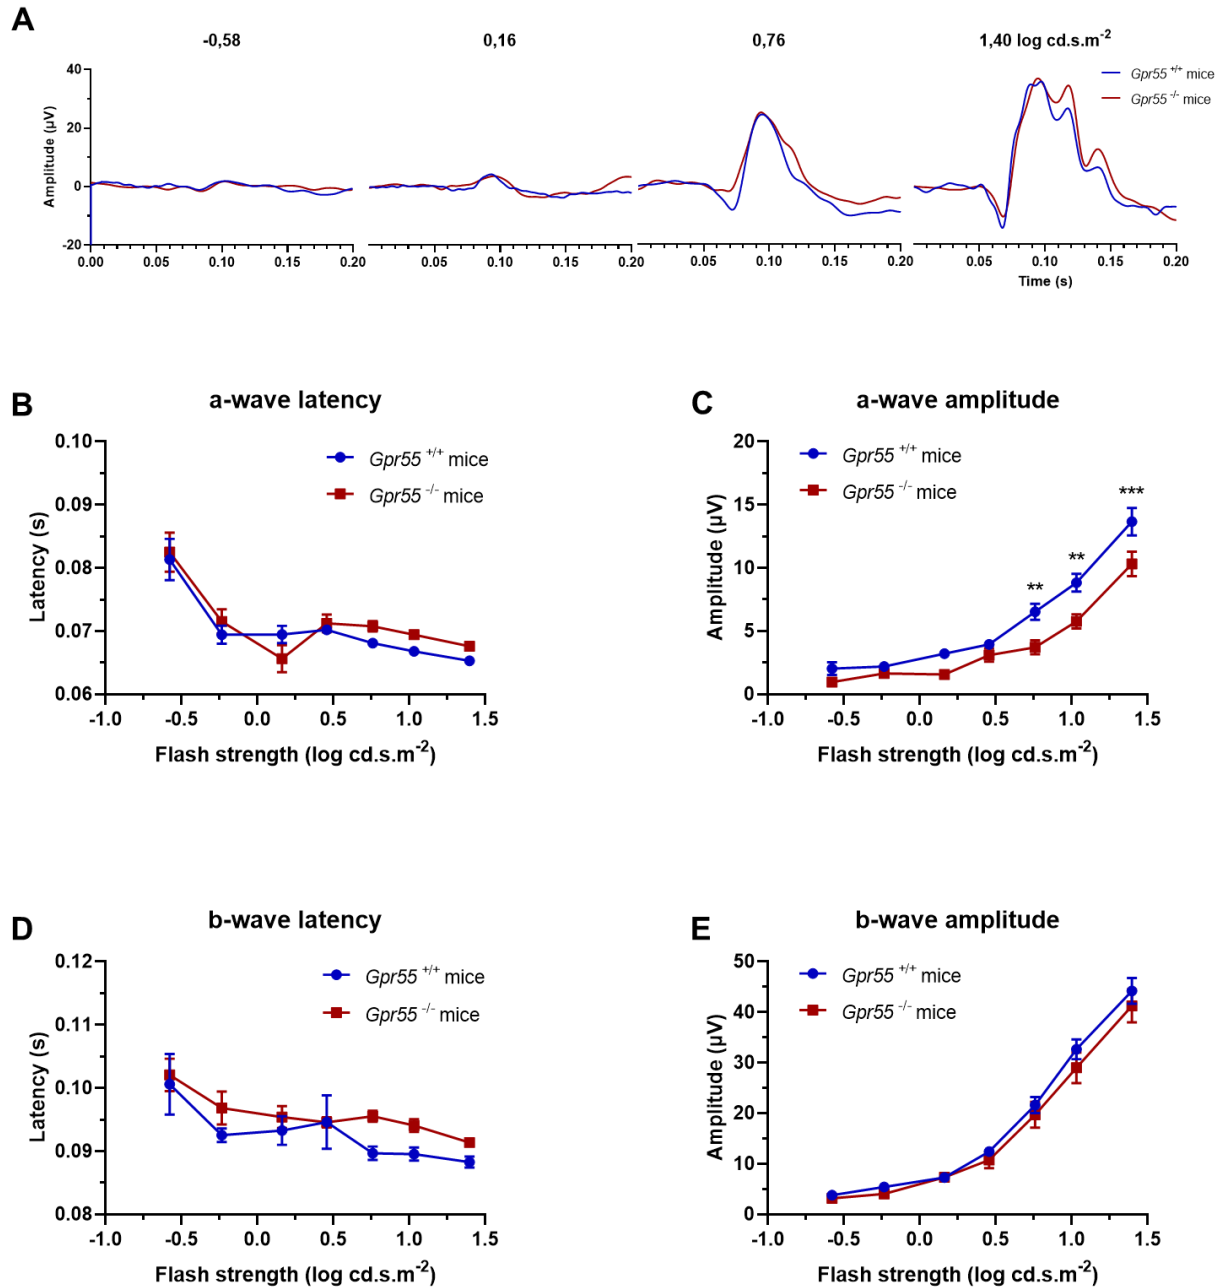 A
-0,58
0,16
0,76
1,40 log cd.s.m-2
Gpr55 +/+ mice
Gpr55 -/- mice
Amplitude (μV)
40
20
0
-20
0.00 0.05 0.10 0.15 0.20
0.05 0.10 0.15 0.20
0.05 0.10 0.15 0.20
0.05 0.10 0.15 0.20
Time (s)
B
a-wave latency
Gpr55 +/+ mice
Gpr55 -/- mice
Latency (s)
0.10
0.09
0.08
0.07
0.06
-1.0 -0.5 0.0 0.5 1.0 1.5
Flash strength (log cd.s.m-2)
C
a-wave amplitude
Gpr55 +/+ mice
Gpr55 -/- mice
Amplitude (μV)
20
15
10
5
0
**
**
***
-1.0 -0.5 0.0 0.5 1.0 1.5
Flash strength (log cd.s.m-2)
D
b-wave latency
Gpr55 +/+ mice
Gpr55 -/- mice
Latency (s)
0.12
0.11
0.10
0.09
0.08
-1.0 -0.5 0.0 0.5 1.0 1.5
Flash strength (log cd.s.m-2)
E
b-wave amplitude
Gpr55 +/+ mice
Gpr55 -/- mice
Amplitude (μV)
50
40
30
20
10
0
-1.0 -0.5 0.0 0.5 1.0 1.5
Flash strength (log cd.s.m-2)